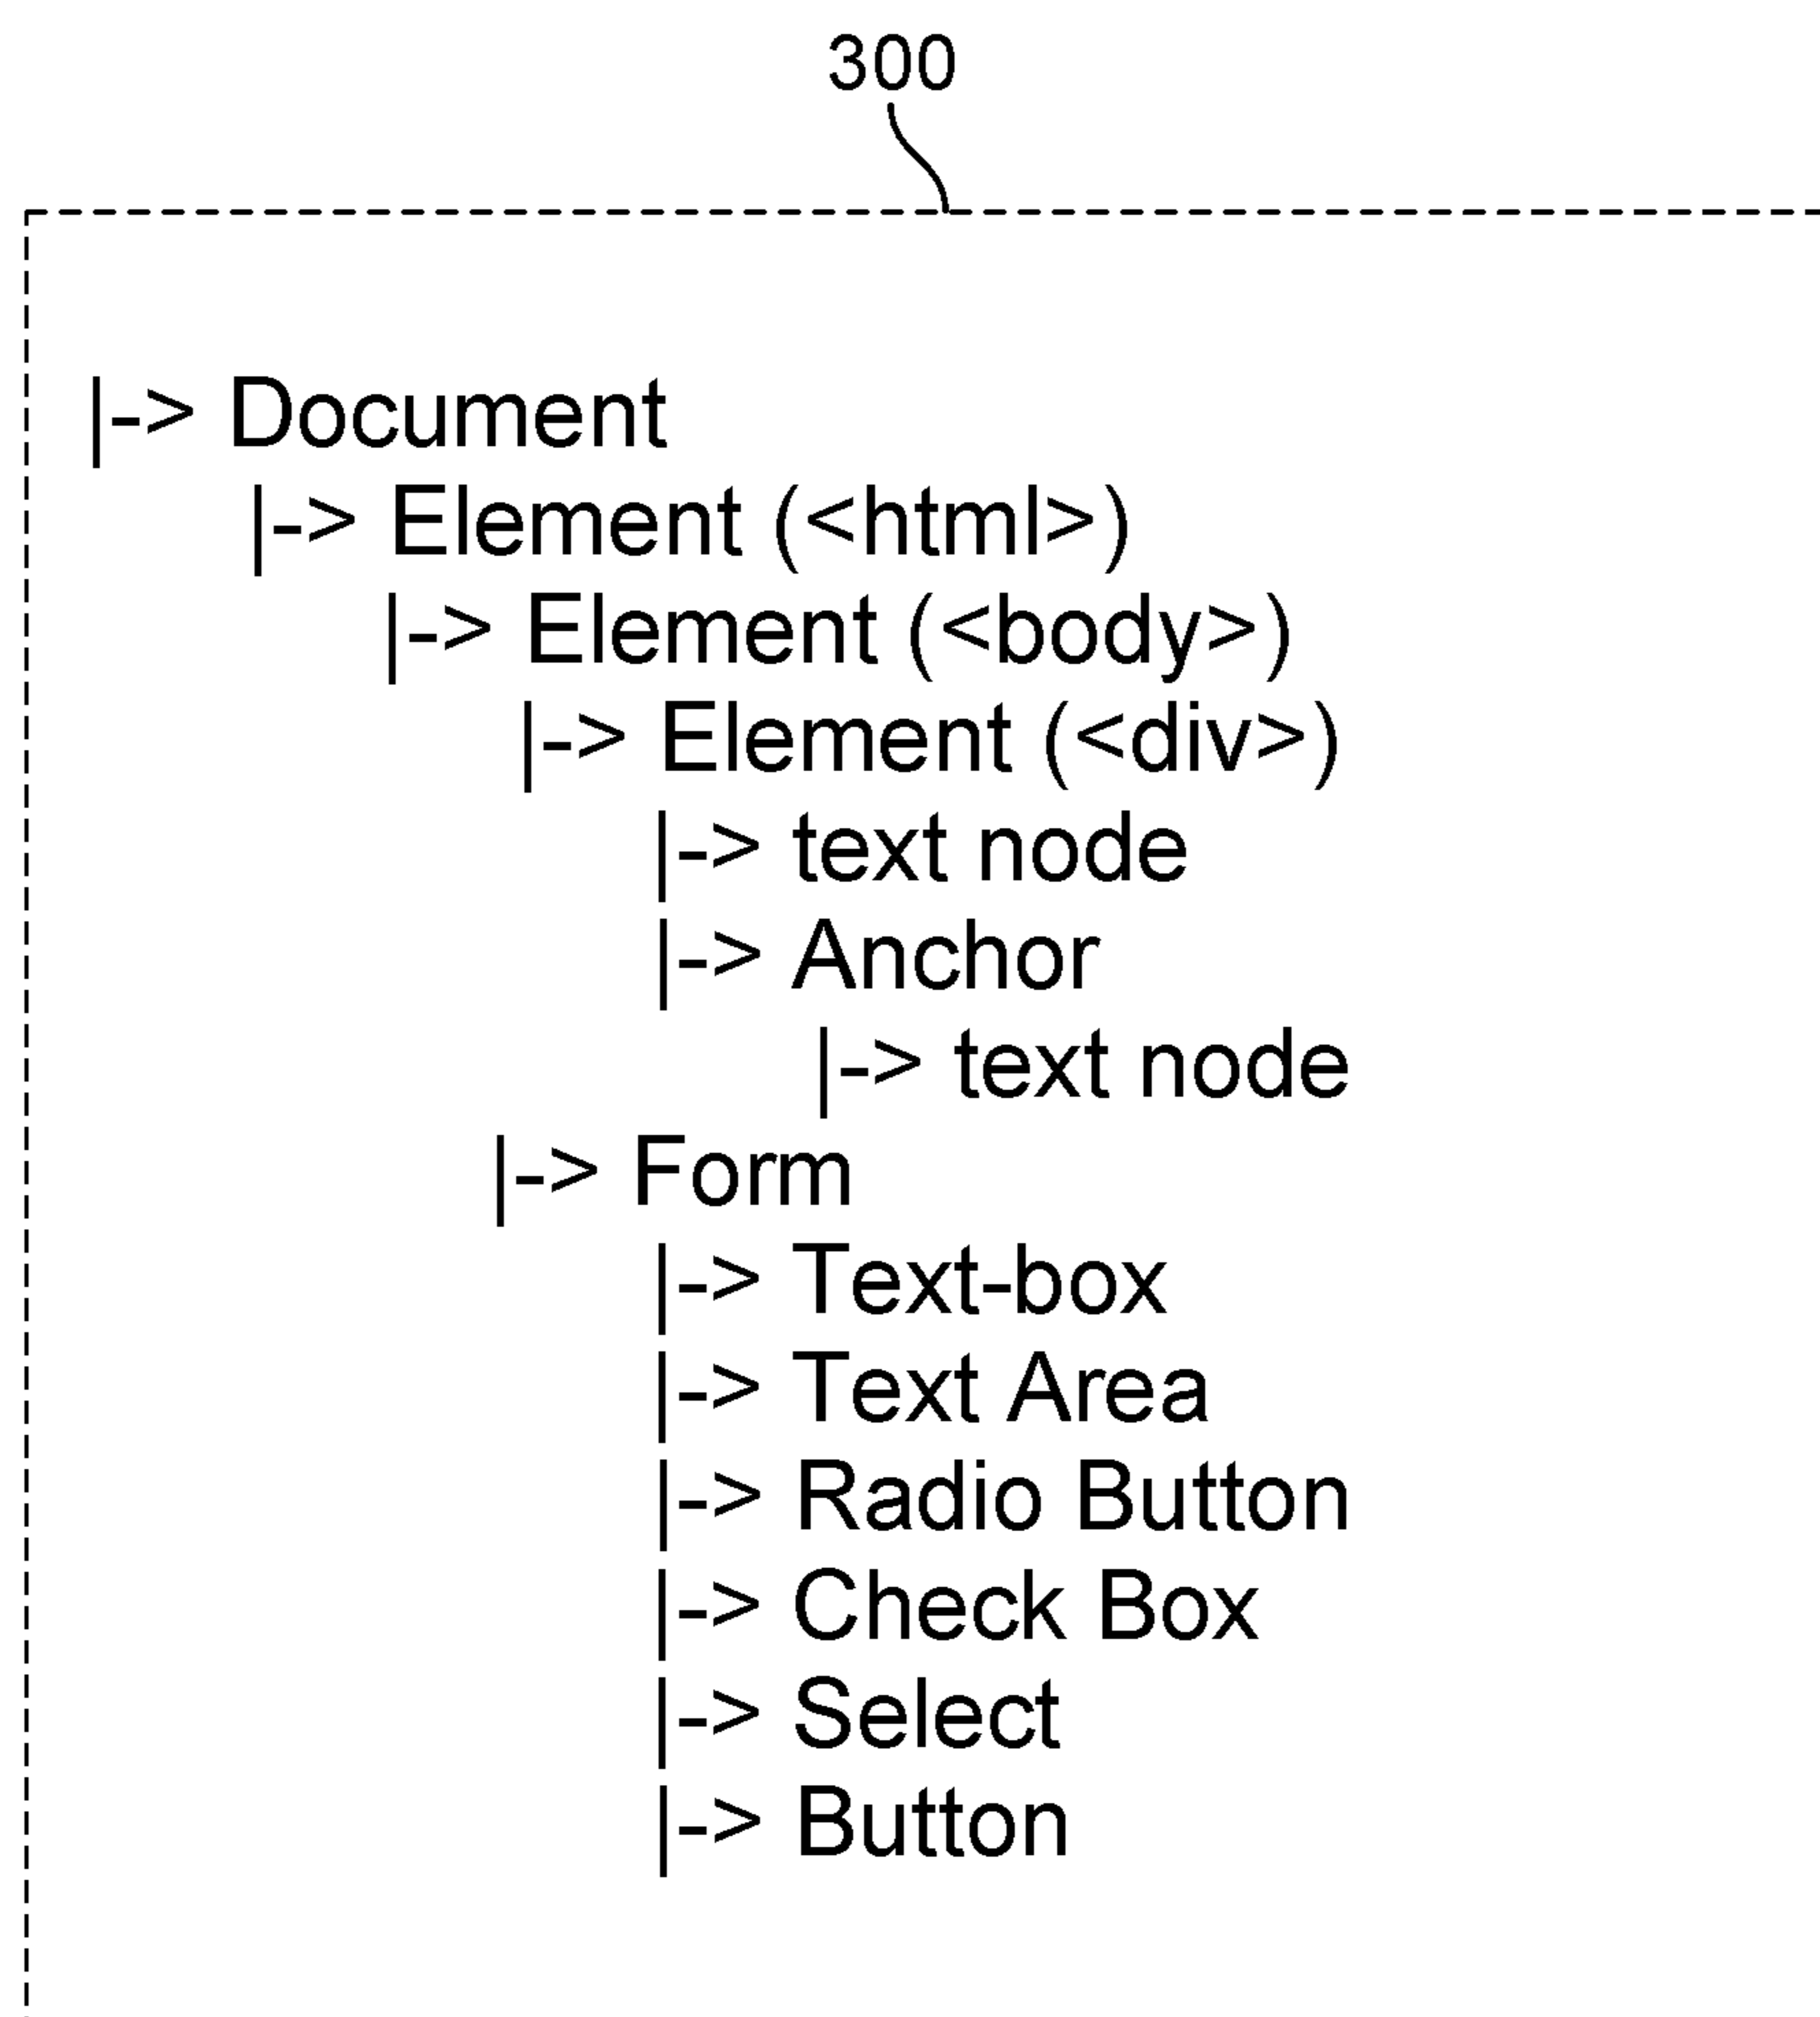 300
|-> Document
|-> Element (<html>)
|-> Element (<body>)
|-> Element (<div>)
|-> text node
|-> Anchor
|-> text node
|-> Form
|-> Text-box
|-> Text Area
|-> Radio Button
|-> Check Box
|-> Select
|-> Button